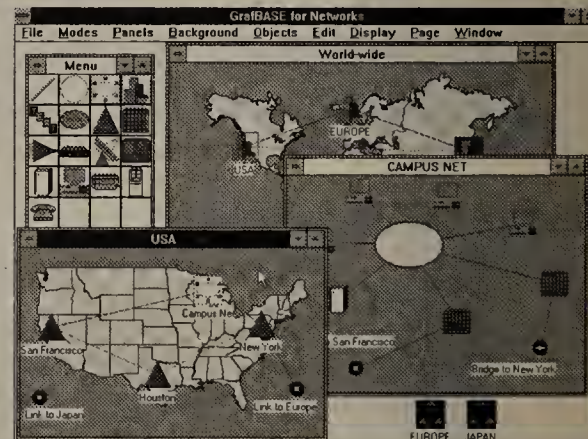 GrafBASE for Networks
File Modes Panels Background Objects Edit Display Page Window
Menu
World-wide
EUROPE
USA
CAMPUS NET
USA
Campus Net
San Francisco
New York
Houston
Link to Japan
Link to Europe
San Francisco
Bridge to New York
EUROPE JAPAN